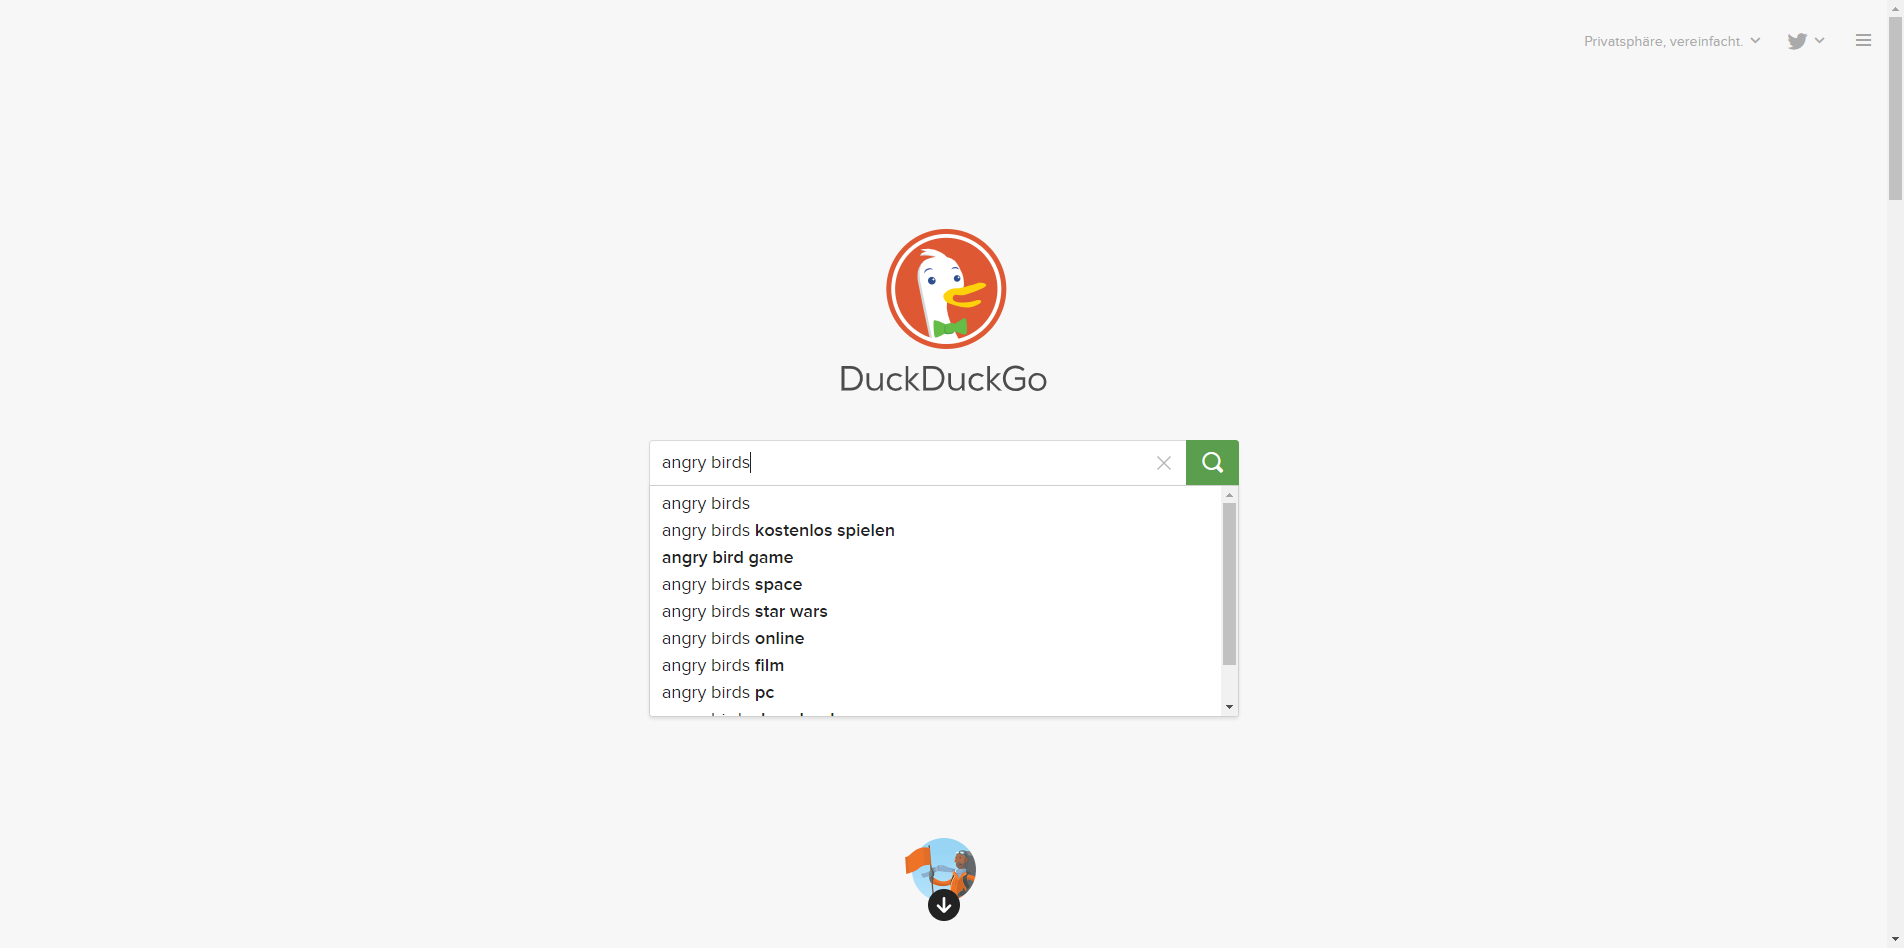 Privatsphäre, vereinfacht.
DuckDuckGo
angry birds
angry birds
angry birds kostenlos spielen
angry bird game
angry birds space
angry birds star wars
angry birds online
angry birds film
angry birds pc